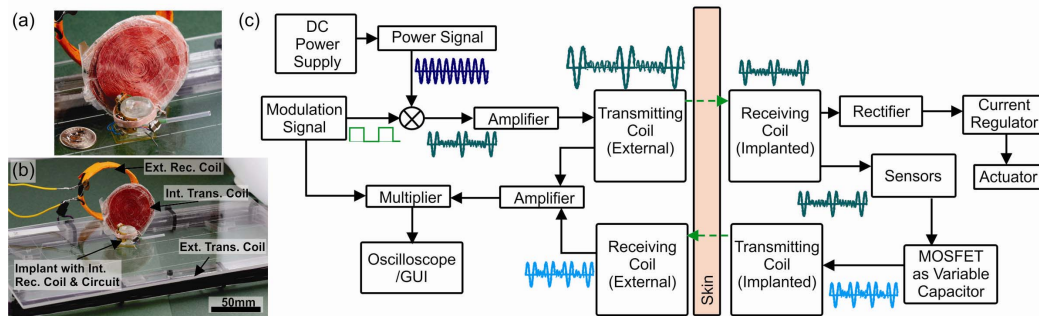 (a)
(b)
Ext. Rec. Coil
Int. Trans. Coil
Ext. Trans. Coil
Implant with Int.
Rec. Coil & Circuit
50mm
(c)
DC
Power
Supply
Power Signal
Modulation
Signal
Amplifier
Transmitting
Coil
(External)
Skin
Receiving
Coil
(Implanted)
Rectifier
Current
Regulator
Actuator
Sensors
MOSFET
as Variable
Capacitor
Transmitting
Coil
(Implanted)
Receiving
Coil
(External)
Amplifier
Multiplier
Oscilloscope
/GUI